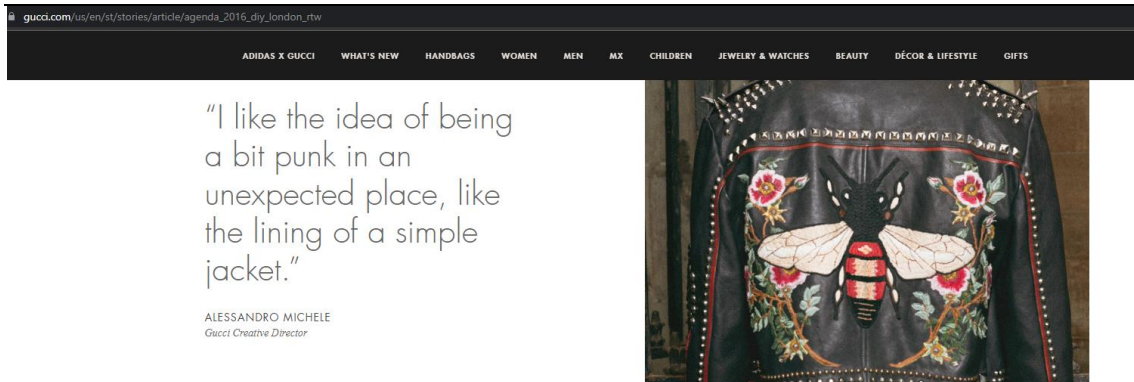 gucci.com/us/en/st/stories/article/agenda_2016_diy_london_rtw
ADIDAS X GUCCI WHAT'S NEW HANDBAGS WOMEN MEN MX CHILDREN JEWELRY & WATCHES BEAUTY DÉCOR & LIFESTYLE GIFTS
“I like the idea of being
a bit punk in an
unexpected place, like
the lining of a simple
jacket.”
ALESSANDRO MICHELE
Gucci Creative Director